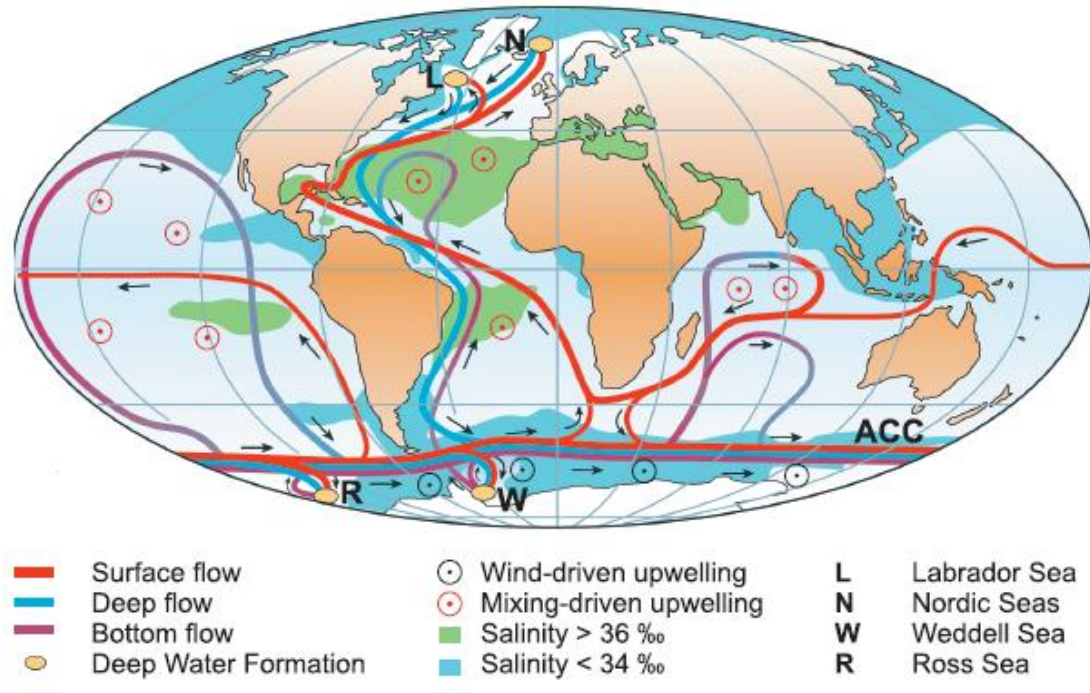 N
L
ACC
R
W
Surface flow
Deep flow
Bottom flow
Deep Water Formation
Wind-driven upwelling
Mixing-driven upwelling
Salinity > 36 ‰
Salinity < 34 ‰
L Labrador Sea
N Nordic Seas
W Weddell Sea
R Ross Sea